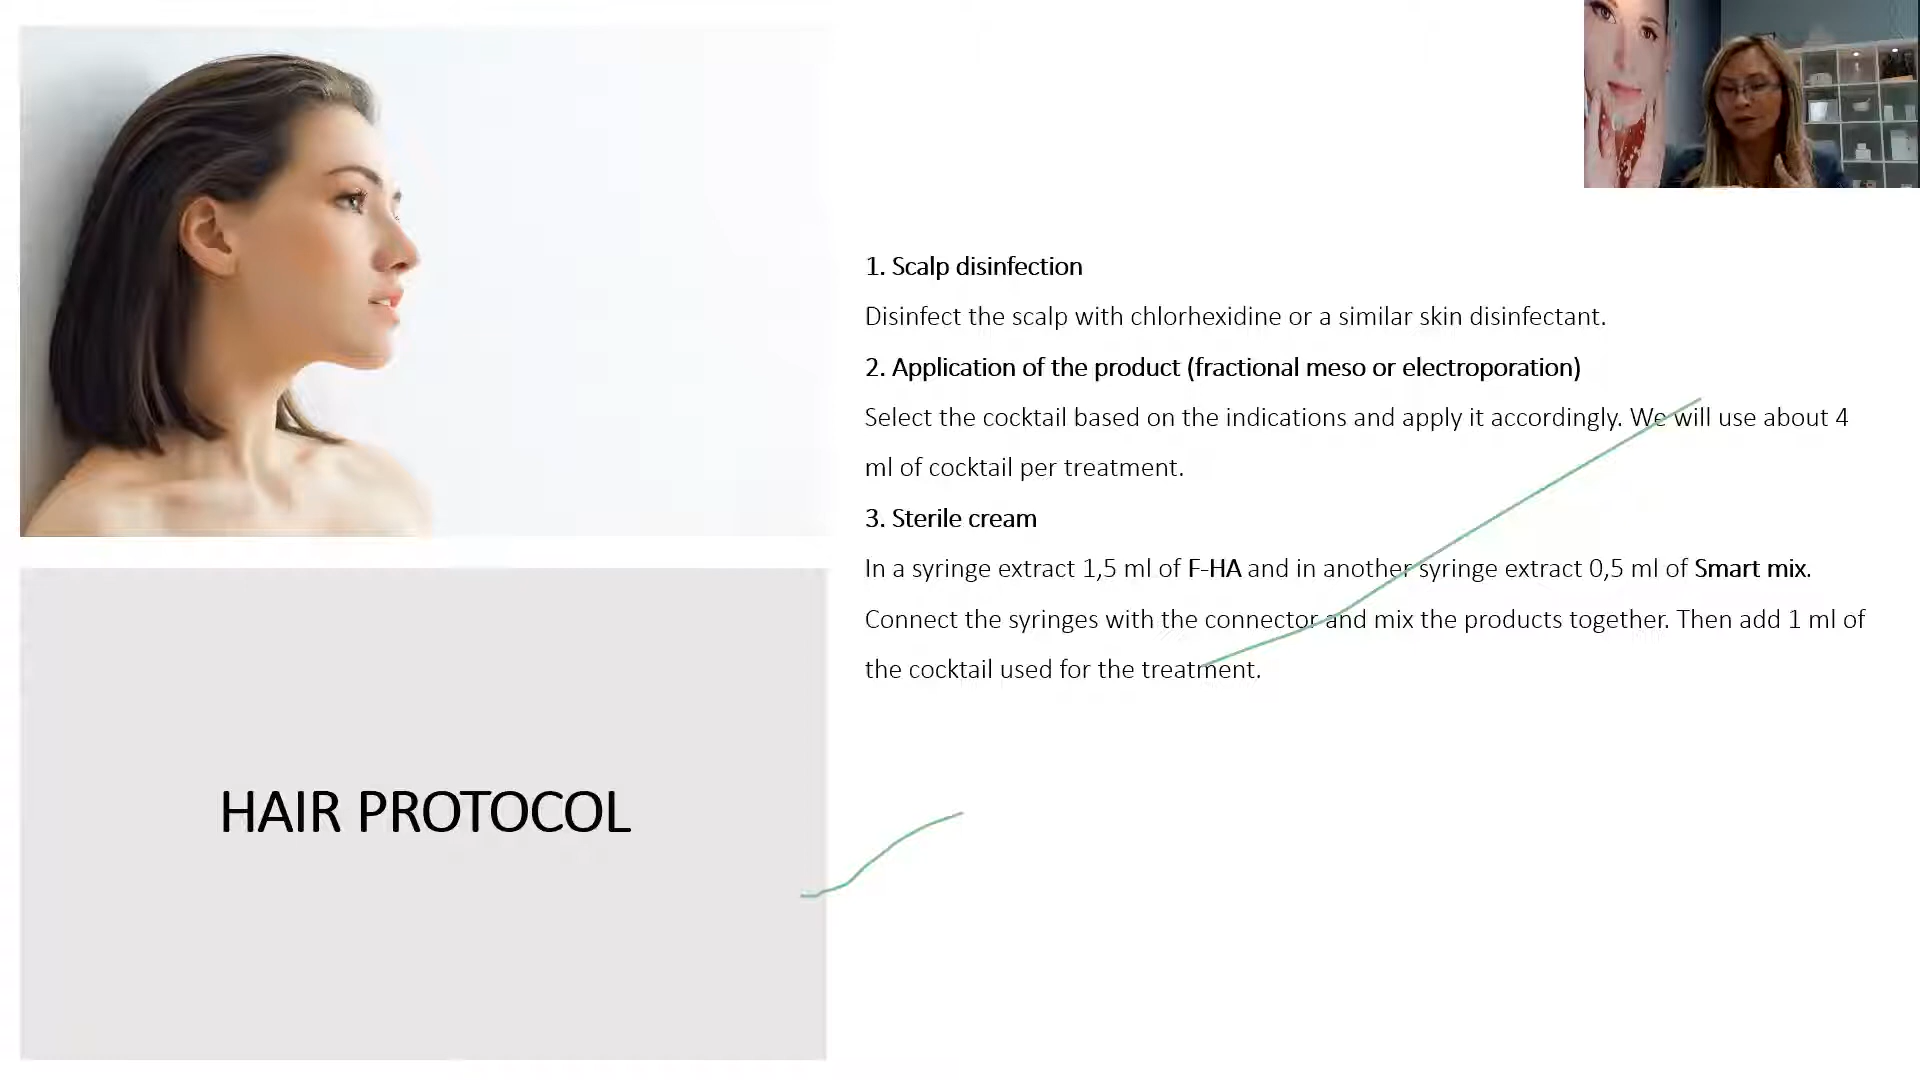 1. Scalp disinfection
Disinfect the scalp with chlorhexidine or a similar skin disinfectant.
2. Application of the product (fractional meso or electroporation)
Select the cocktail based on the indications and apply it accordingly. We will use about 4
ml of cocktail per treatment.
3. Sterile cream
In a syringe extract 1,5 ml of F-HA and in another syringe extract 0,5 ml of Smart mix.
Connect the syringes with the connector and mix the products together. Then add 1 ml of
the cocktail used for the treatment.
HAIR PROTOCOL